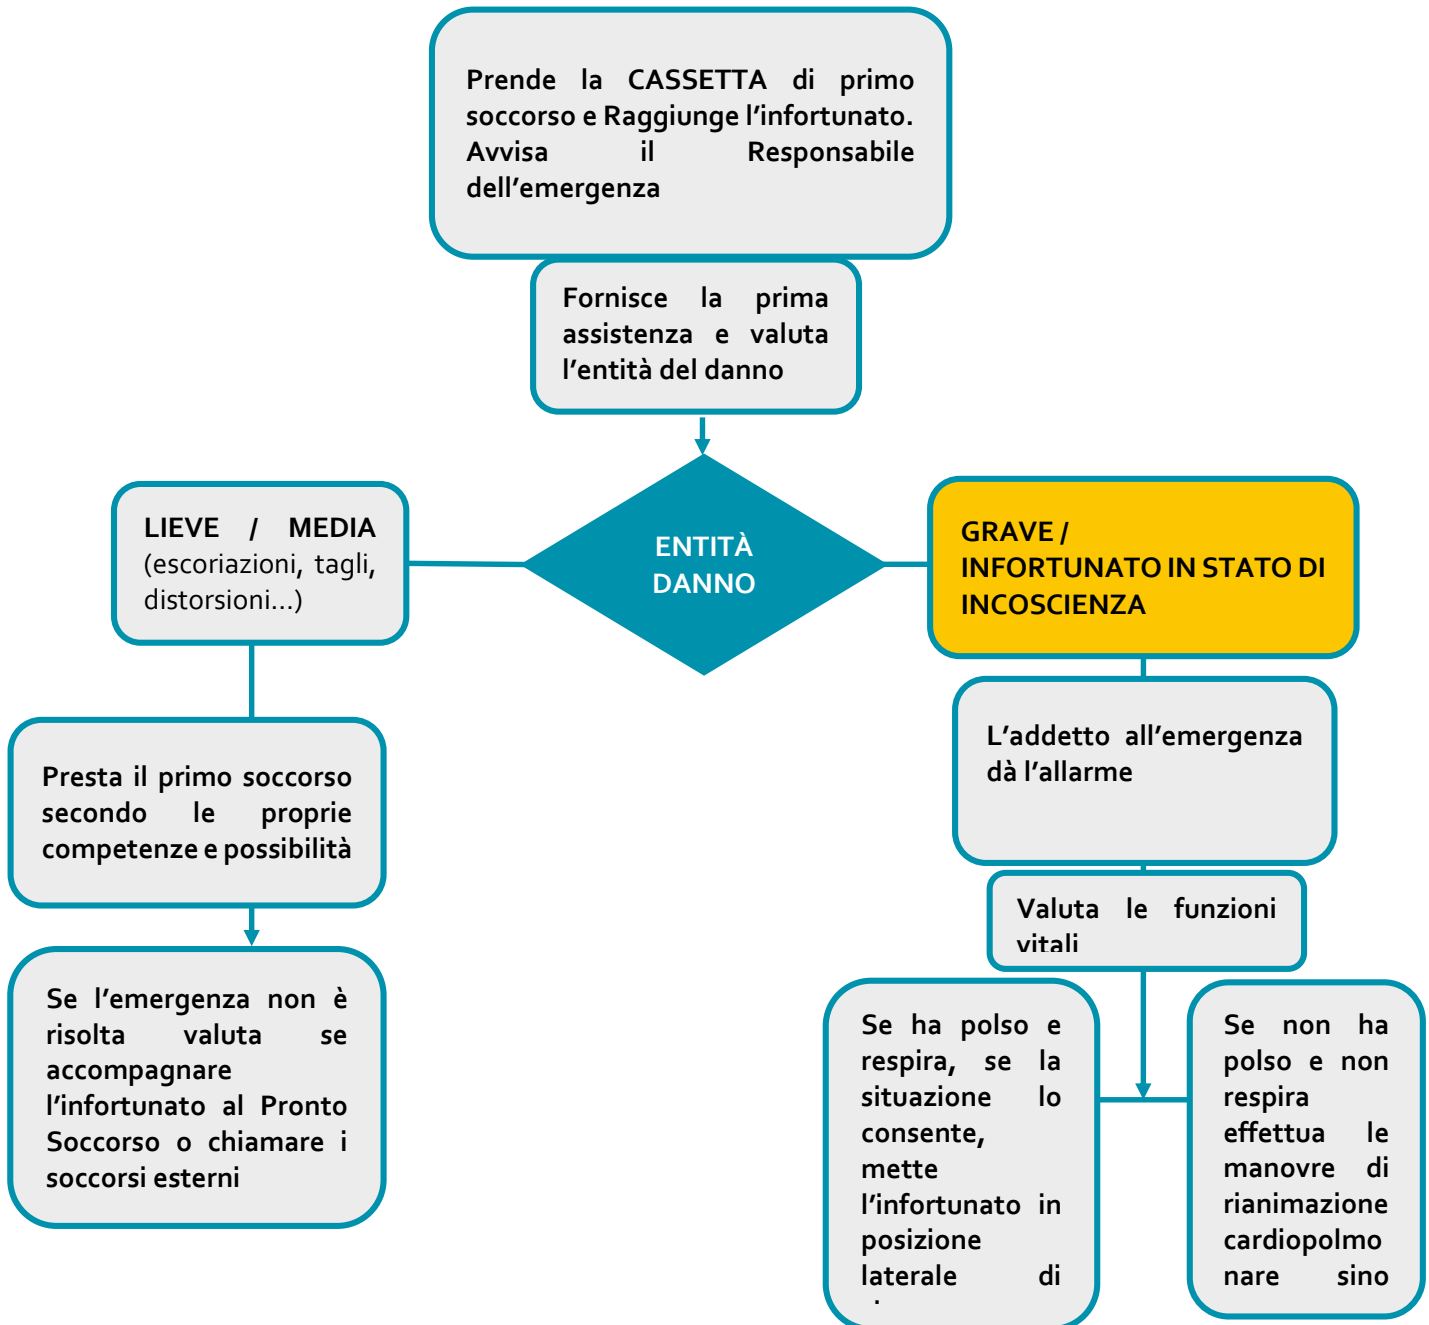 Prende la CASSETTA di primo
soccorso e Raggiunge l'infortunato.
Avvisa il Responsabile
dell'emergenza
Fornisce la prima
assistenza e valuta
l'entità del danno
ENTITÀ
DANNO
LIEVE / MEDIA
(escoriazioni, tagli,
distorsioni...)
Presta il primo soccorso
secondo le proprie
competenze e possibilità
Se l'emergenza non è
risolta valuta se
accompagnare
l'infortunato al Pronto
Soccorso o chiamare i
soccorsi esterni
GRAVE /
INFORTUNATO IN STATO DI
INCOSCIENZA
L'addetto all'emergenza
dà l'allarme
Valuta le funzioni
vitali
Se ha polso e
respira, se la
situazione lo
consente,
mette
l'infortunato in
posizione
laterale di
Se non ha
polso e non
respira
effettua le
manovre di
rianimazione
cardiopolmo
nare sino